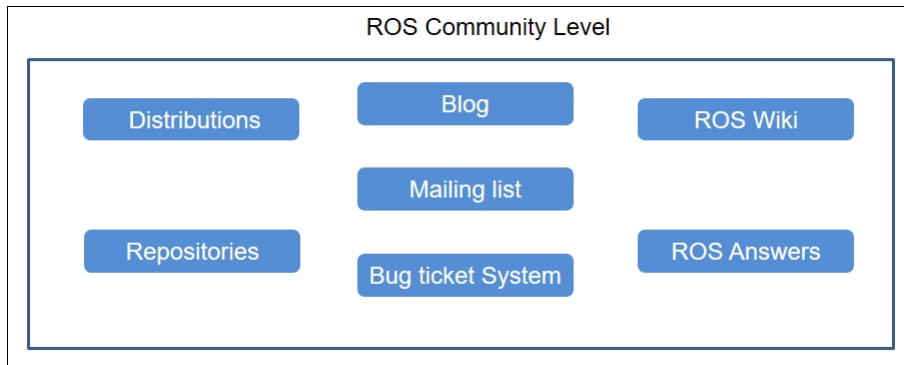 ROS Community Level
Distributions
Blog
ROS Wiki
Mailing list
Repositories
Bug ticket System
ROS Answers